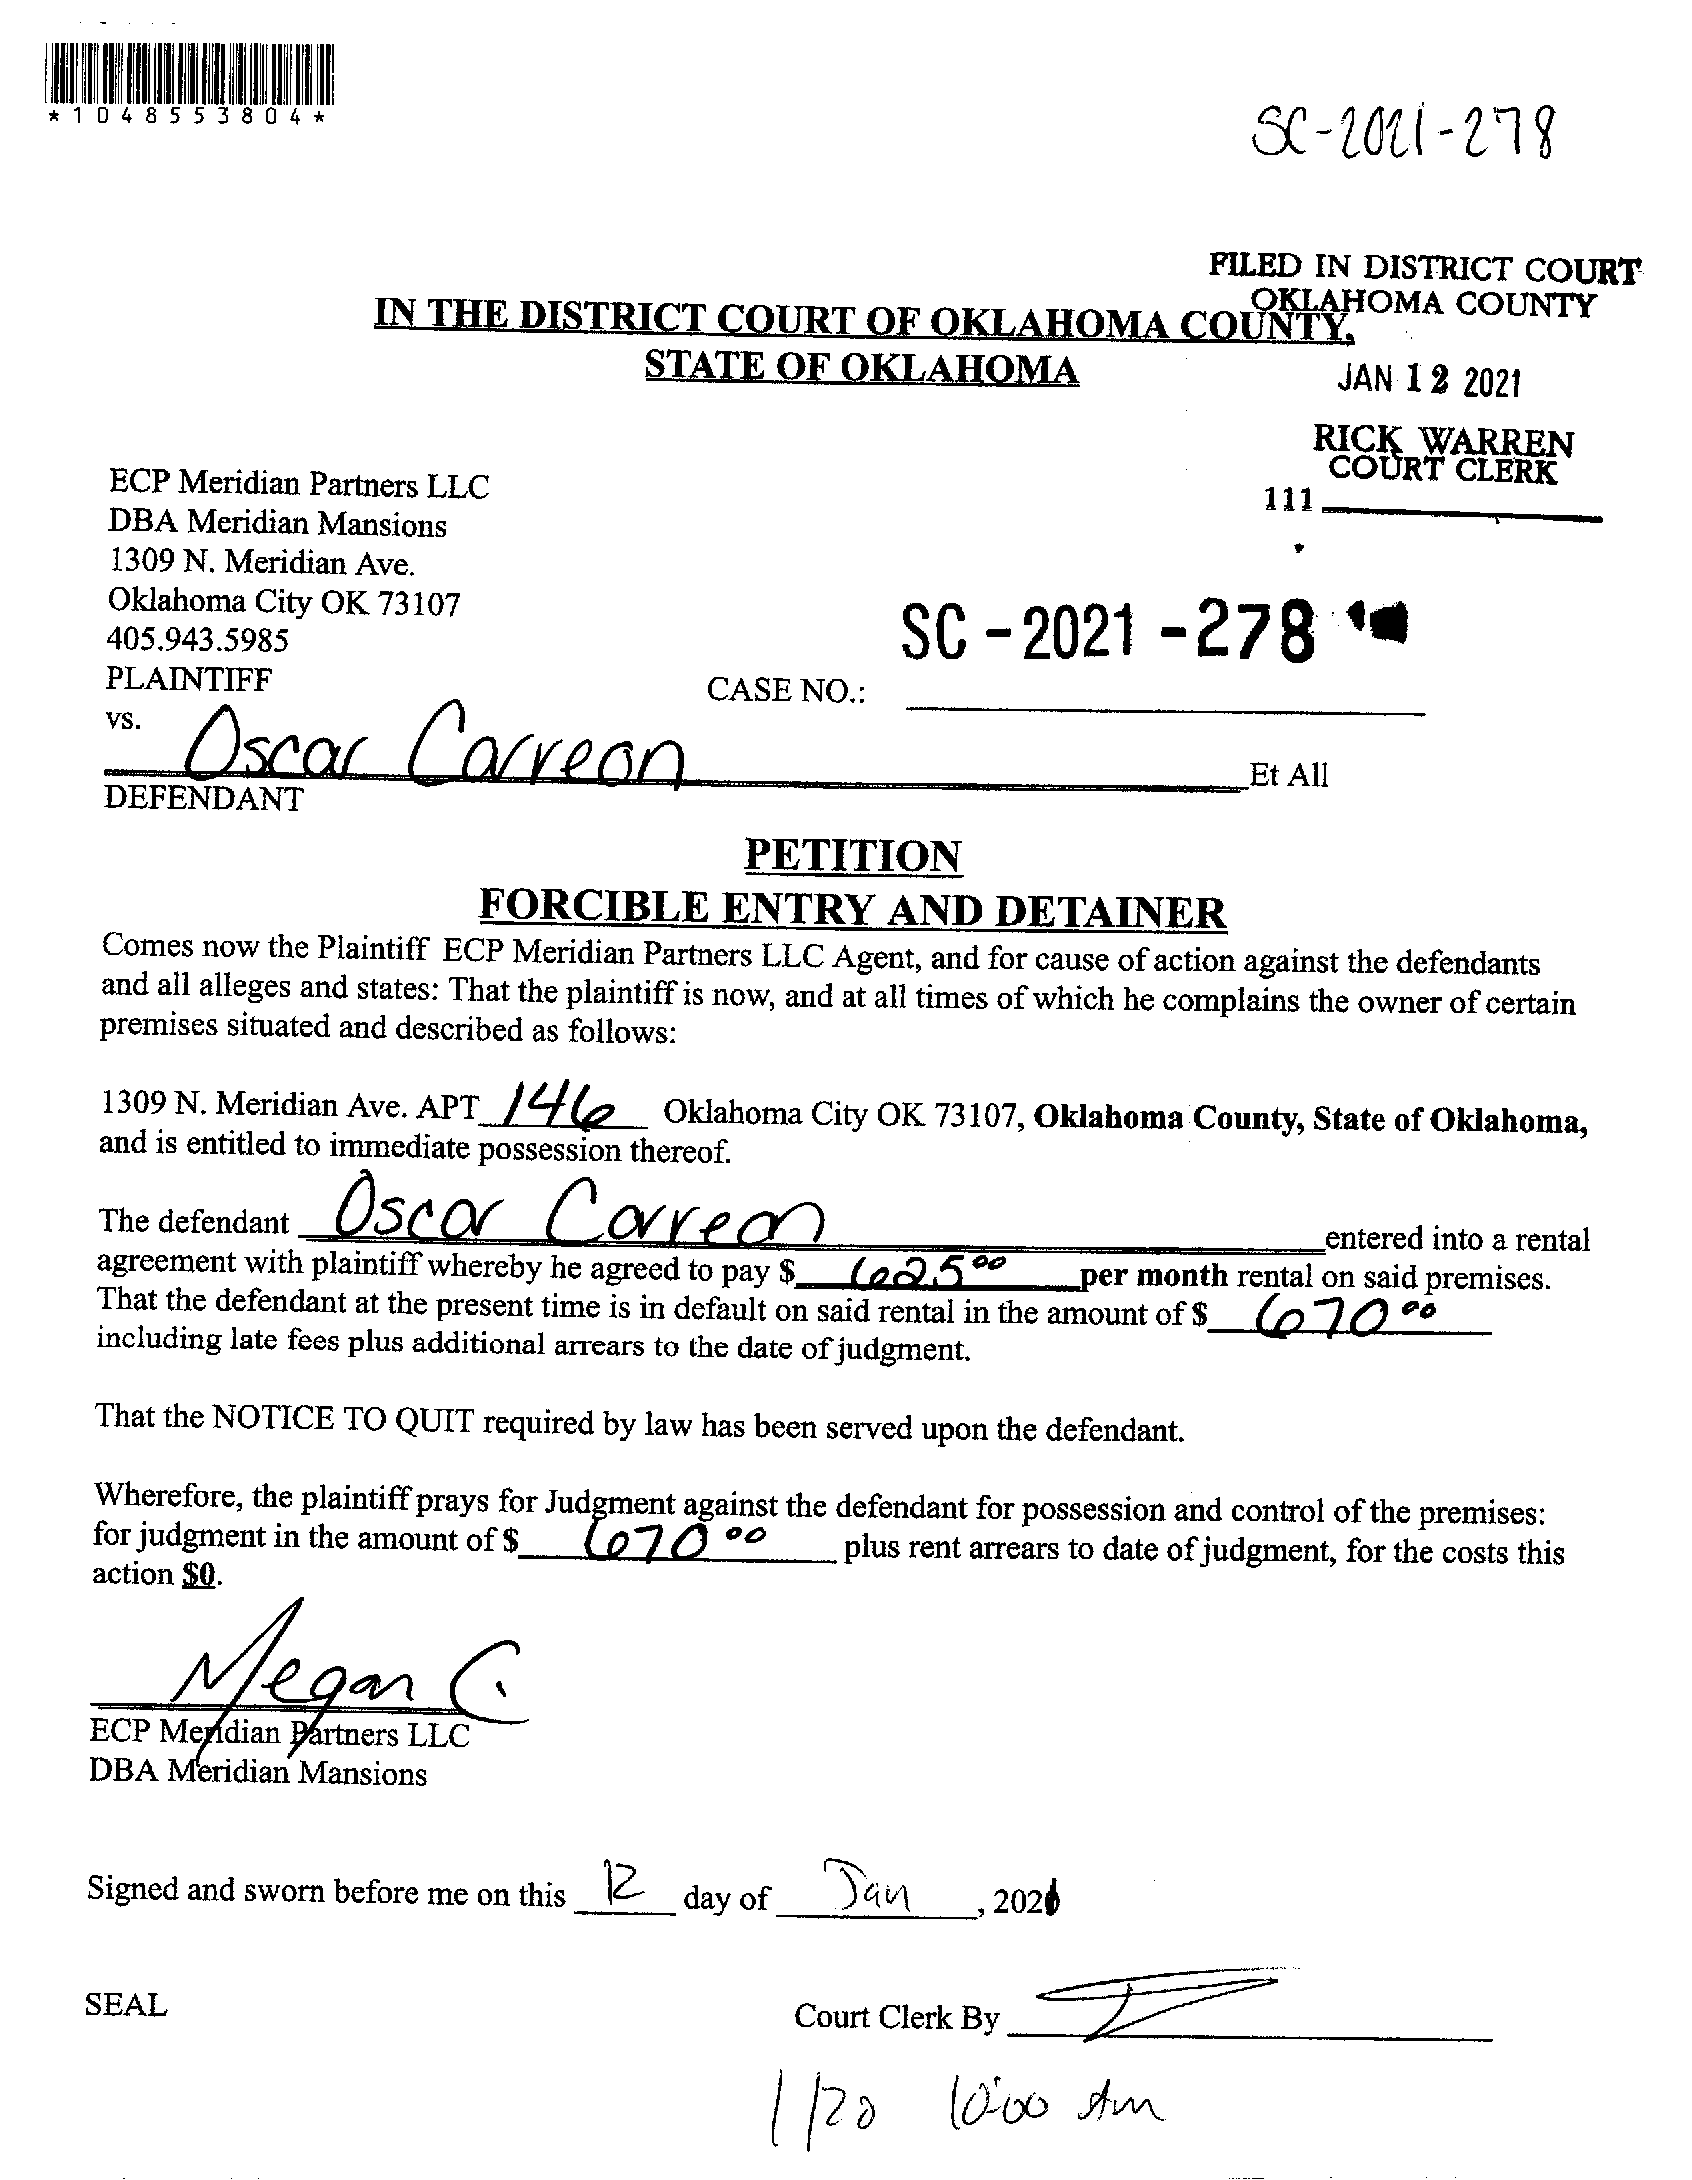 *1048553804*
SC-2021-278
FILED IN DISTRICT COURT
OKLAHOMA COUNTY
IN THE DISTRICT COURT OF OKLAHOMA COUNTY,
STATE OF OKLAHOMA
JAN 12 2021
RICK WARREN
COURT CLERK
111
ECP Meridian Partners LLC
DBA Meridian Mansions
1309 N. Meridian Ave.
Oklahoma City OK 73107
405.943.5985
PLAINTIFF
SC - 2021 - 278
CASE NO.:
vs.
Oscar Carreon Et All
DEFENDANT
PETITION
FORCIBLE ENTRY AND DETAINER
Comes now the Plaintiff ECP Meridian Partners LLC Agent, and for cause of action against the defendants
and all alleges and states: That the plaintiff is now, and at all times of which he complains the owner of certain
premises situated and described as follows:
1309 N. Meridian Ave. APT 146 Oklahoma City OK 73107, Oklahoma County, State of Oklahoma,
and is entitled to immediate possession thereof.
The defendant Oscar Carreon entered into a rental
agreement with plaintiff whereby he agreed to pay $ 625.00 per month rental on said premises.
That the defendant at the present time is in default on said rental in the amount of $ 670.00
including late fees plus additional arrears to the date of judgment.
That the NOTICE TO QUIT required by law has been served upon the defendant.
Wherefore, the plaintiff prays for Judgment against the defendant for possession and control of the premises:
for judgment in the amount of $ 670.00 plus rent arrears to date of judgment, for the costs this
action $0.
Megan C.
ECP Meridian Partners LLC
DBA Meridian Mansions
Signed and sworn before me on this 12 day of Jan, 2021
SEAL
Court Clerk By
1/20 10:00 Am